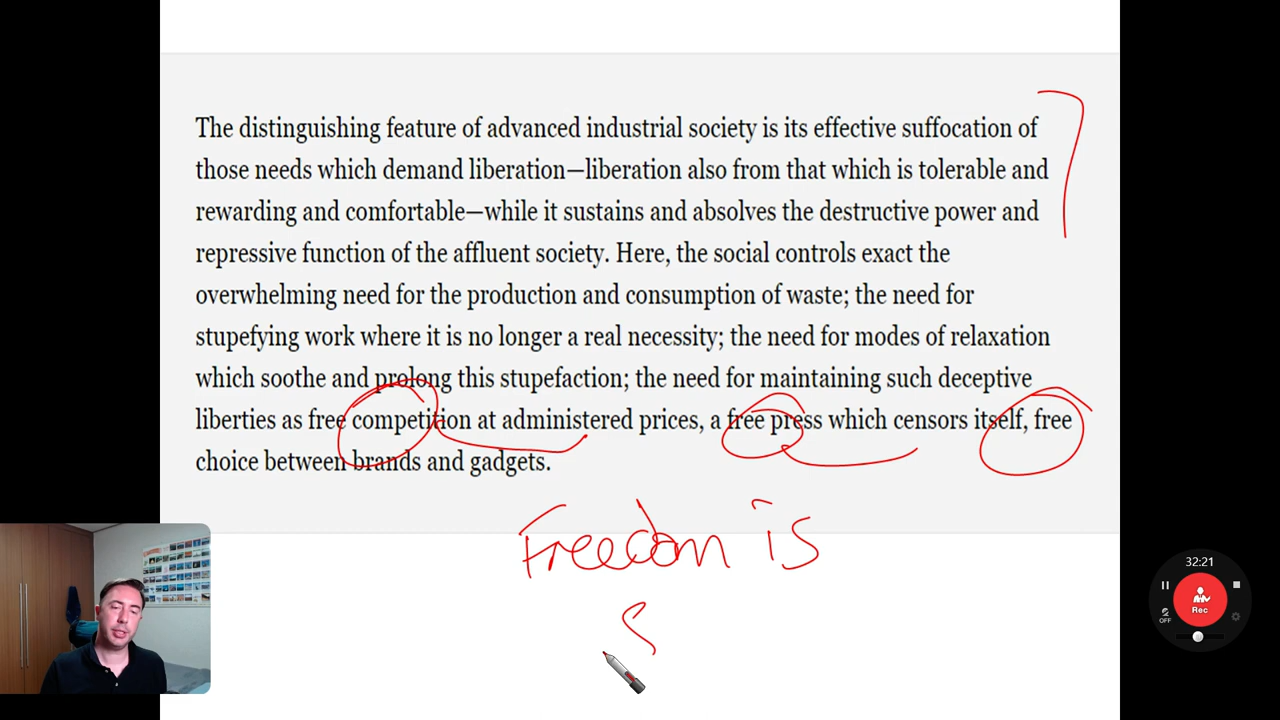 The distinguishing feature of advanced industrial society is its effective suffocation of
those needs which demand liberation—liberation also from that which is tolerable and
rewarding and comfortable—while it sustains and absolves the destructive power and
repressive function of the affluent society. Here, the social controls exact the
overwhelming need for the production and consumption of waste; the need for
stupefying work where it is no longer a real necessity; the need for modes of relaxation
which soothe and prolong this stupefaction; the need for maintaining such deceptive
liberties as free competition at administered prices, a free press which censors itself, free
choice between brands and gadgets.
Freedom is
S
32:21
Rec
OFF